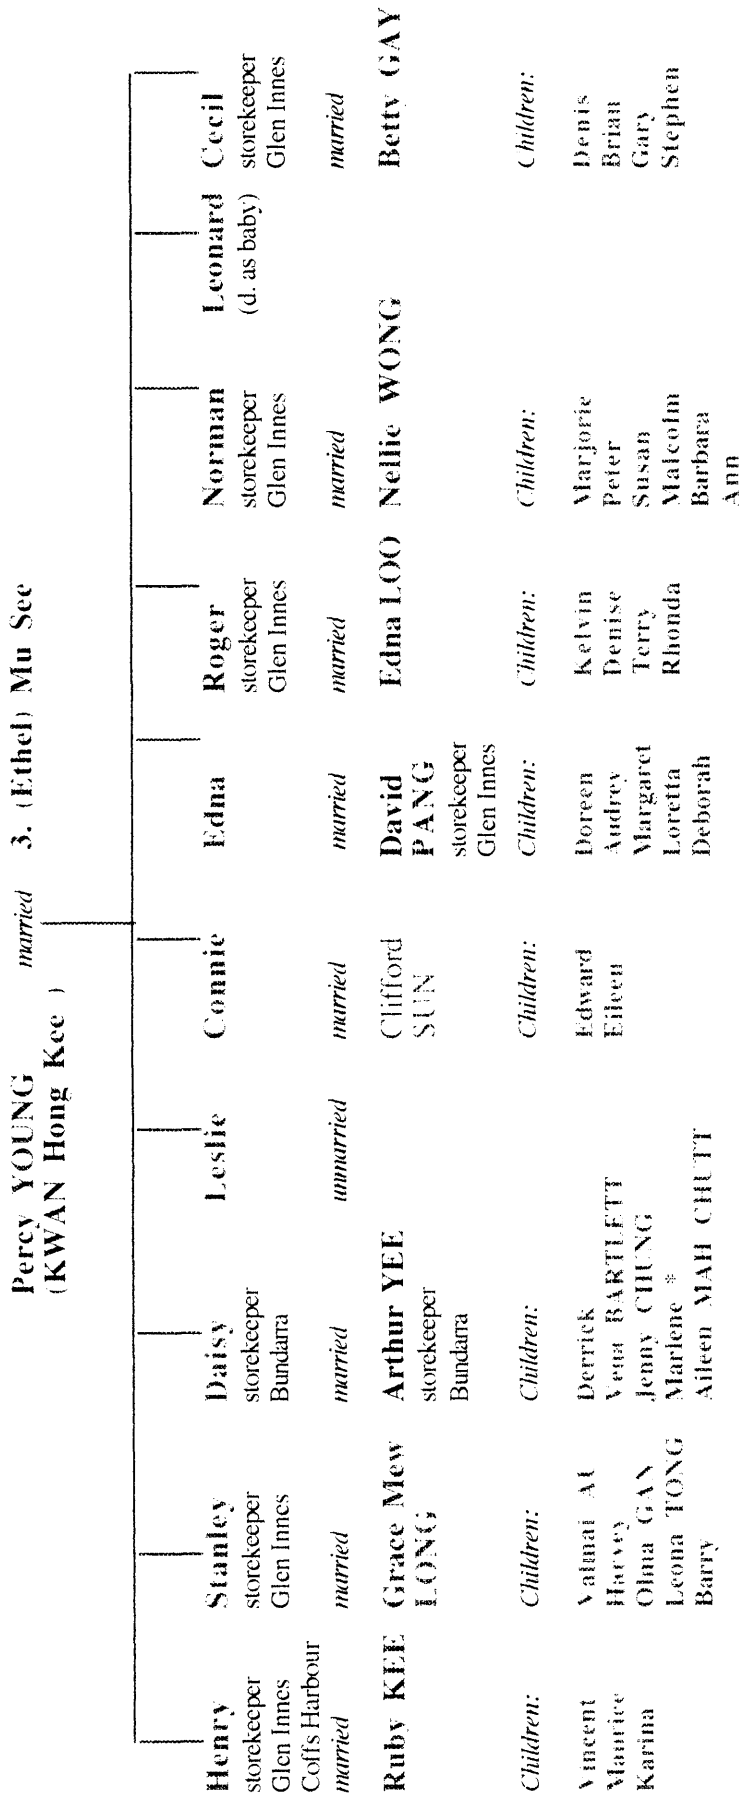 Percy YOUNG married 3. (Ethel) Mu See
(KWAN Hong Kee )
Henry
storekeeper
Glen Innes
Coffs Harbour
married
Ruby KEE
Children:
Vincent
Maurice
Karina
Stanley
storekeeper
Glen Innes
married
Grace Mew
LONG
Children:
Valmai AU
Harvey
Olma GAN
Leona TONG
Barry
Daisy
storekeeper
Bundarra
married
Arthur YEE
storekeeper
Bundarra
Children:
Derrick
Vena BARTLETT
Jenny CHUNG
Marlene *
Aileen MAH CHUTT
Leslie
unmarried
Connie
married
Clifford
SUN
Children:
Edward
Eileen
Edna
married
David
PANG
storekeeper
Glen Innes
Children:
Doreen
Audrey
Margaret
Loretta
Deborah
Roger
storekeeper
Glen Innes
married
Edna LOO
Children:
Kelvin
Denise
Terry
Rhonda
Norman
storekeeper
Glen Innes
married
Nellie WONG
Children:
Marjorie
Peter
Susan
Malcolm
Barbara
Ann
Leonard
(d. as baby)
Cecil
storekeeper
Glen Innes
married
Betty GAY
Children:
Denis
Brian
Gary
Stephen